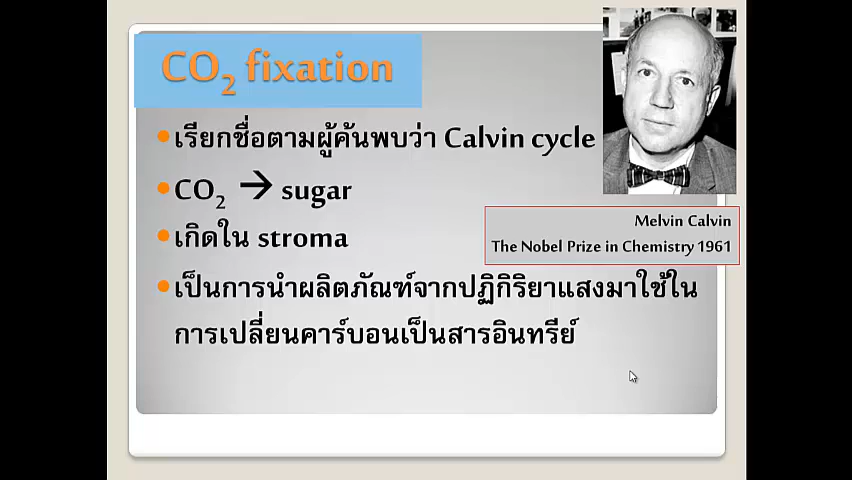 CO₂ fixation
เรียกชื่อตามผู้ค้นพบว่า Calvin cycle
CO₂ → sugar
Melvin Calvin
The Nobel Prize in Chemistry 1961
เกิดใน stroma
เป็นการนำผลิตภัณฑ์จากปฏิกิริยาแสงมาใช้ใน
การเปลี่ยนคาร์บอนเป็นสารอินทรีย์